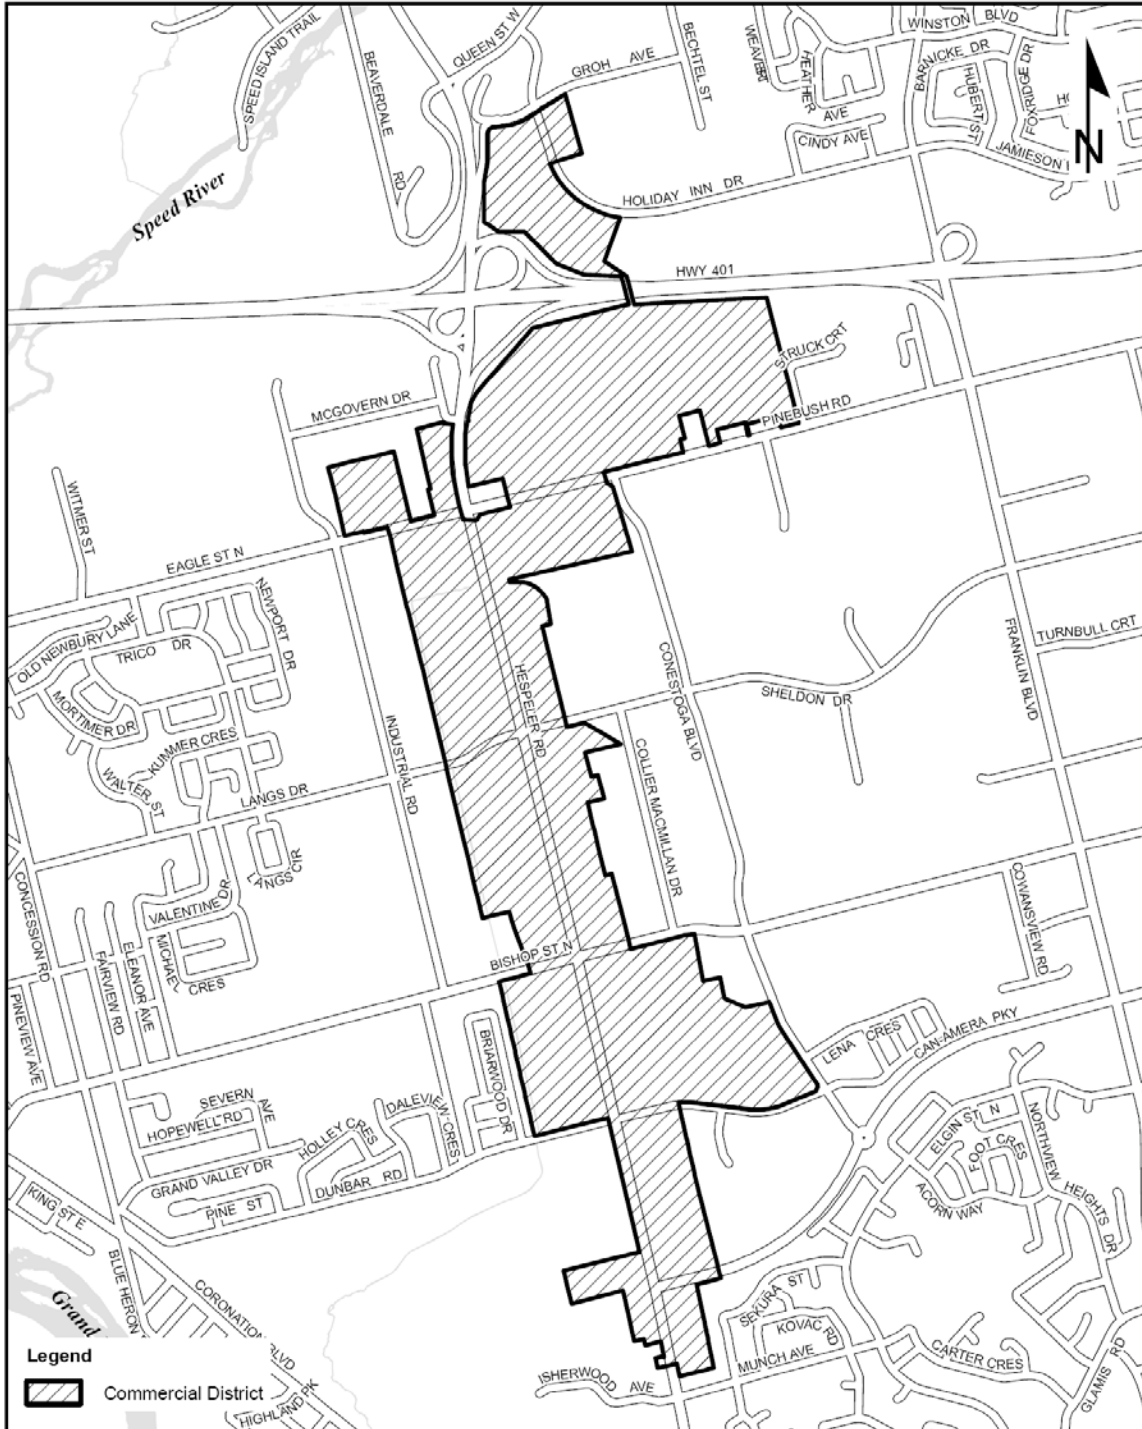 SPEED ISLAND TRAIL
BEAVERDALE
RD
QUEEN ST W
GROH AVE
BECHTEL ST
HEATHER
AVE
WINSTON BLVD
BARNICKE DR
HUBERT ST
FOXRIDGE DR
CINDY AVE
N
Speed River
HOLIDAY INN DR
HWY 401
STRUCK CRT
MCGOVERN DR
PINEBUSH RD
WITMER ST
EAGLE ST N
NEWPORT DR
OLD NEWBURY LANE
TRICO DR
MORTIMER DR
KUMMER CRES
WALTER ST
LANGS DR
LANGS CIR
INDUSTRIAL RD
HESPELER RD
CONESTOGA BLVD
SHELDON DR
FRANKLIN BLVD
TURNBULL CRT
COLLIER MACMILLAN DR
CONCESSION RD
VALENTINE DR
MICHAEL
CRES
ELEANOR AVE
FAIRVIEW RD
PINEVIEW AVE
BISHOP ST N
COWANSVIEW RD
BRIARWOOD DR
LENA CRES
CAN-AMERA PKY
SEVERN AVE
HOPEWELL RD
DALEVIEW CRES
HOLLEY CRES
GRAND VALLEY DR
DUNBAR RD
PINE ST
ELGIN ST N
FOOT CRES
ACORN WAY
NORTHVIEW
HEIGHTS DR
KING ST E
BLUE HERON
CORONATION BLVD
Grand
SEKURA ST
KOVAC RD
MUNCH AVE
CARTER CRES
GLAMIS RD
ISHERWOOD AVE
HIGHLAND PK
Legend
Commercial District